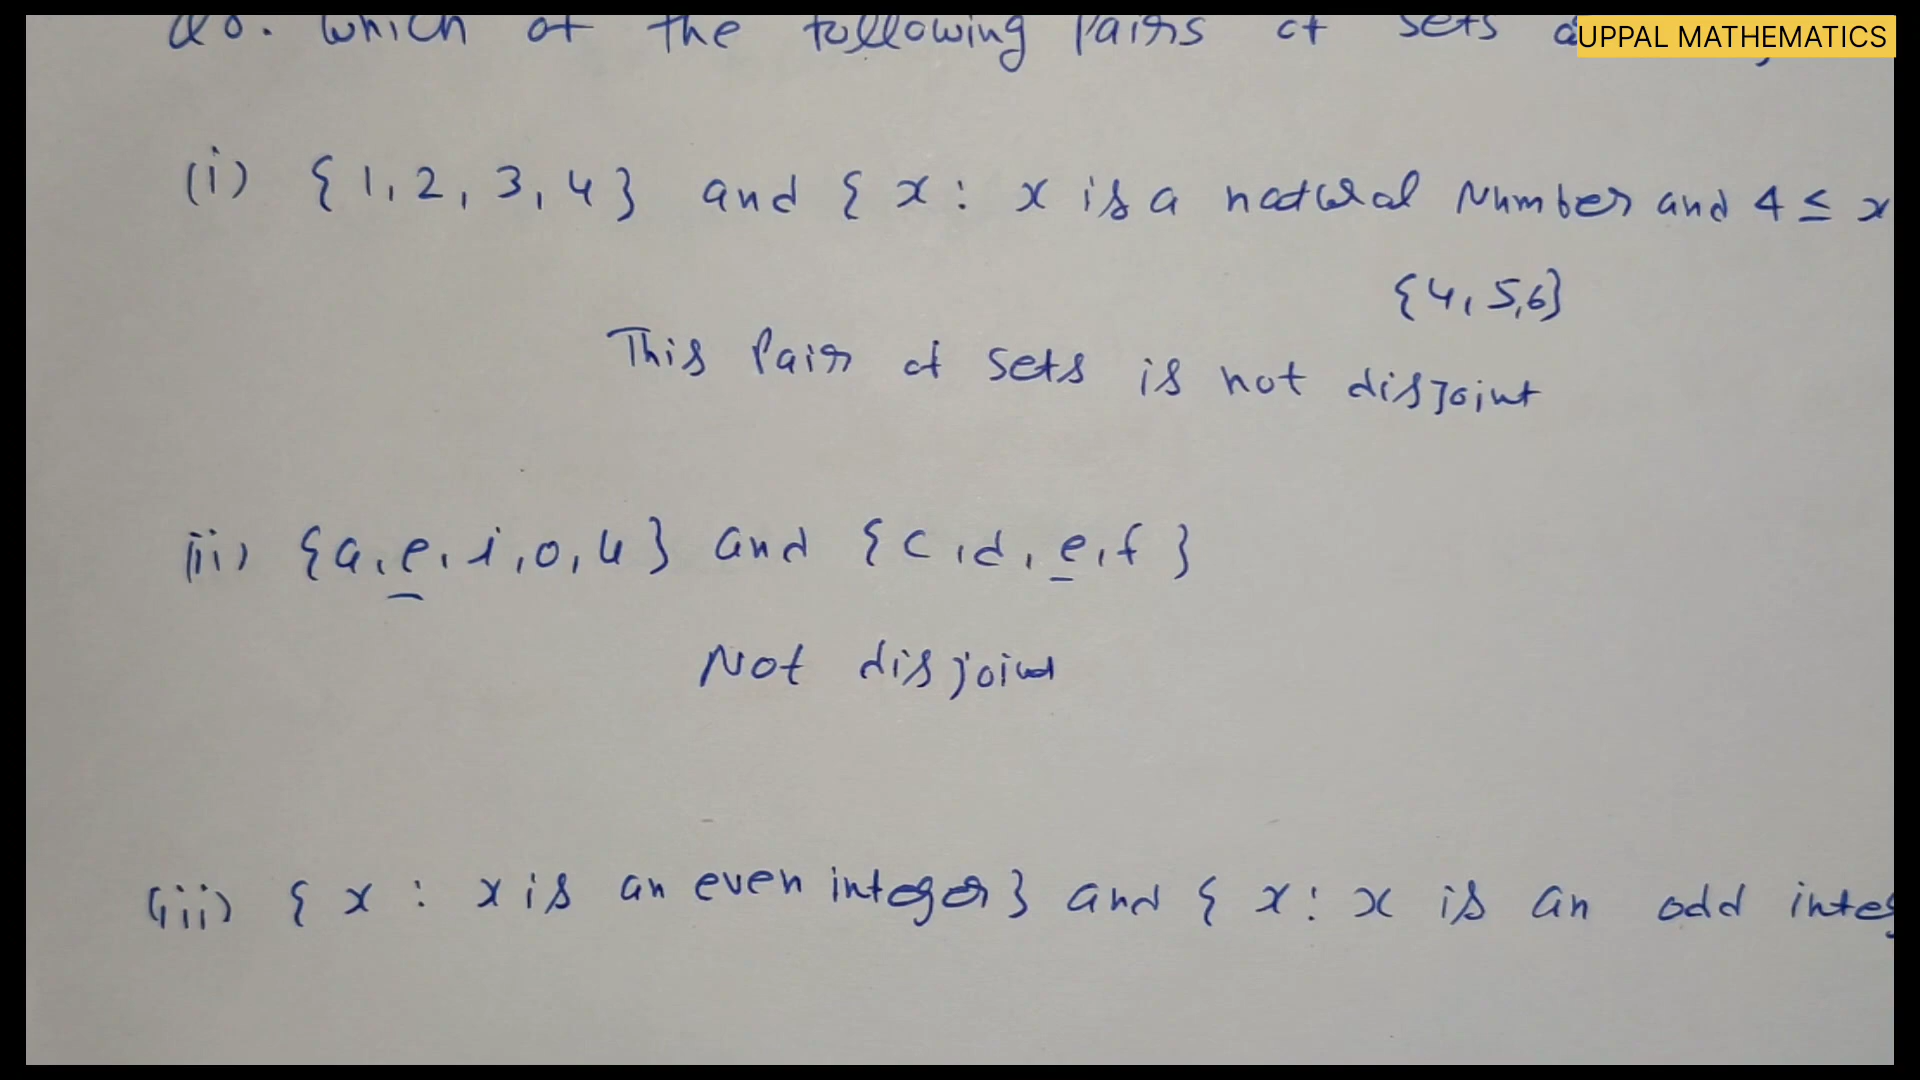 Q8. Which of the following Pairs of sets
UPPAL MATHEMATICS
(i) {1, 2, 3, 4} and { x : x is a natural Number and 4 ≤ x
{4, 5,6}
This Pair of sets is not disjoint
(ii) {a, e, i, o, u} and {c, d, e, f }
Not disjoint
(iii) { x : x is an even integer} and { x : x is an odd integ